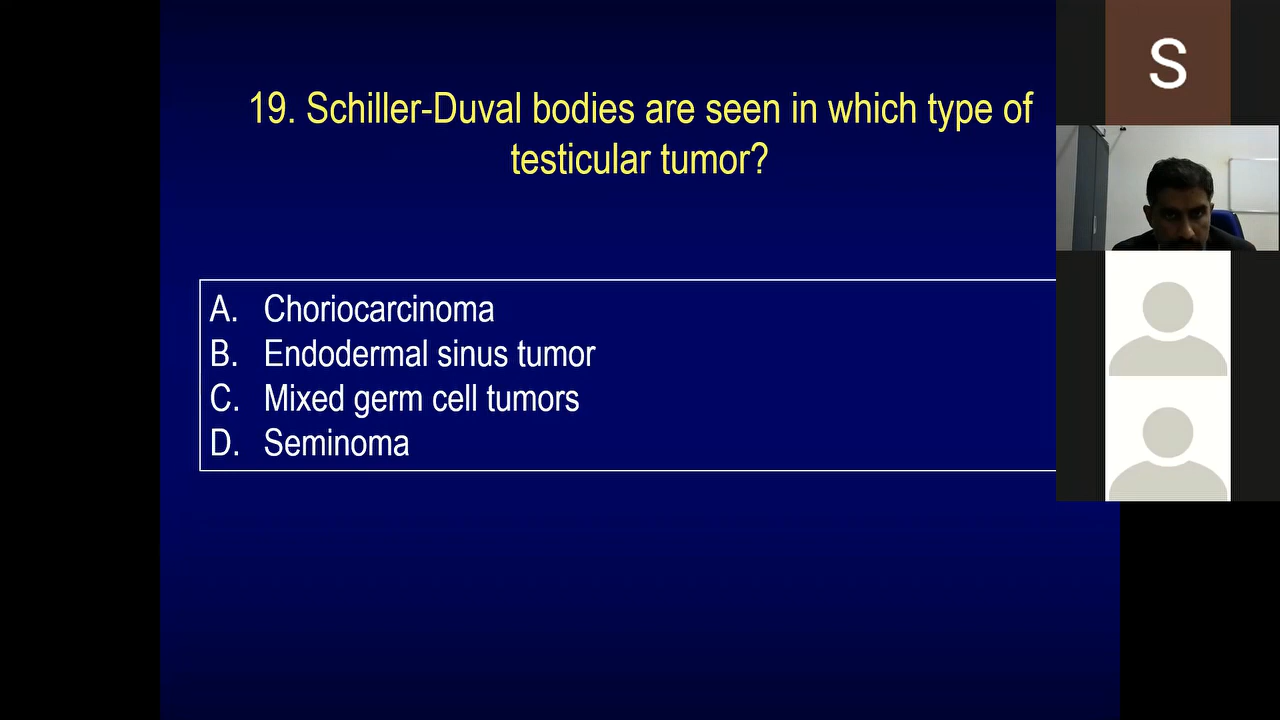 19. Schiller-Duval bodies are seen in which type of
testicular tumor?
A. Choriocarcinoma
B. Endodermal sinus tumor
C. Mixed germ cell tumors
D. Seminoma
S